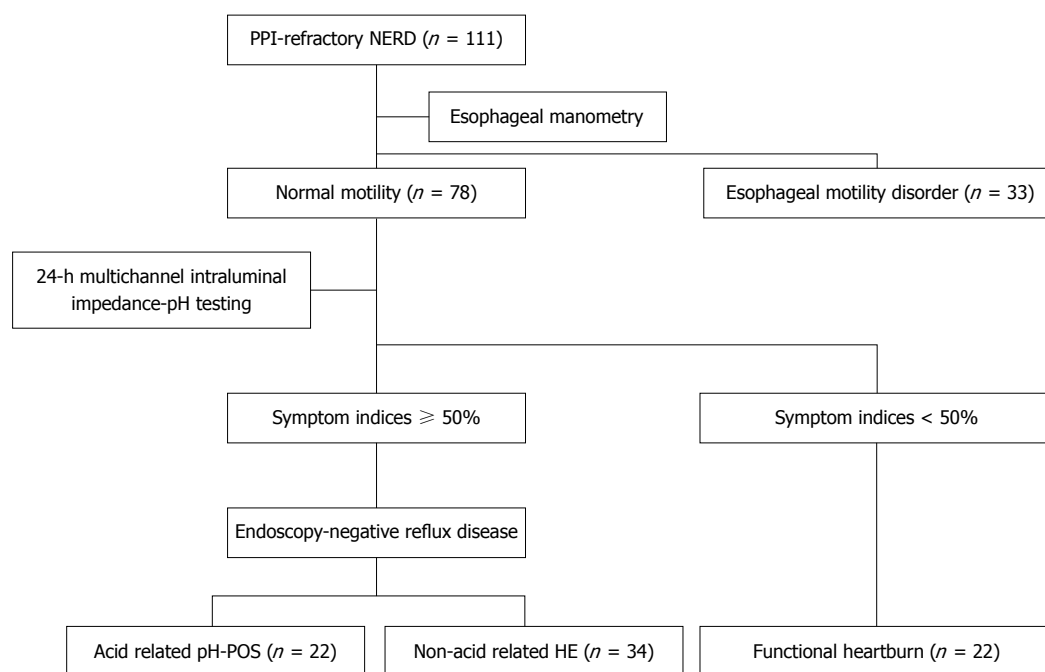 PPI-refractory NERD (n = 111)
Esophageal manometry
Normal motility (n = 78)
Esophageal motility disorder (n = 33)
24-h multichannel intraluminal
impedance-pH testing
Symptom indices ≥ 50%
Symptom indices < 50%
Endoscopy-negative reflux disease
Acid related pH-POS (n = 22)
Non-acid related HE (n = 34)
Functional heartburn (n = 22)